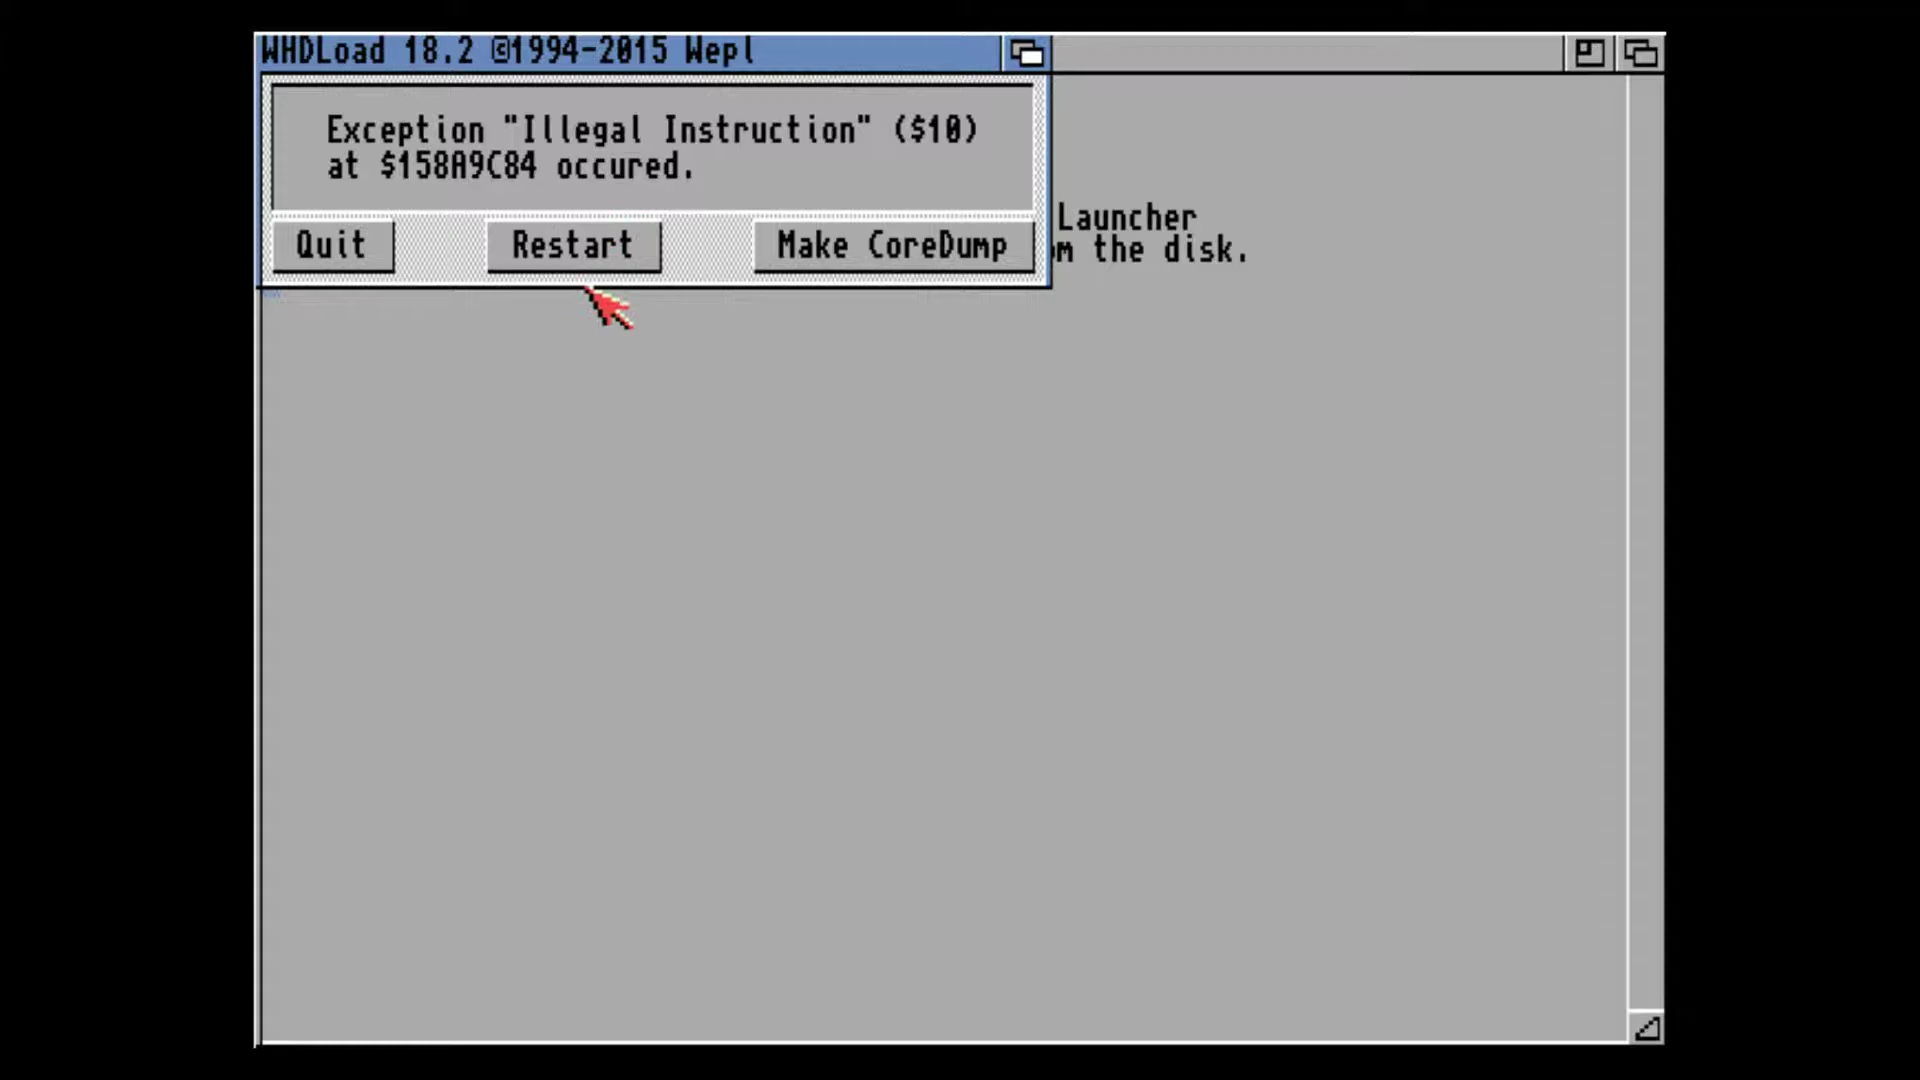 WHDLoad 18.2 ©1994-2015 Wepl
Exception "Illegal Instruction" ($10)
at $158A9C84 occured.
Launcher
Quit
Restart
Make CoreDump
the disk.